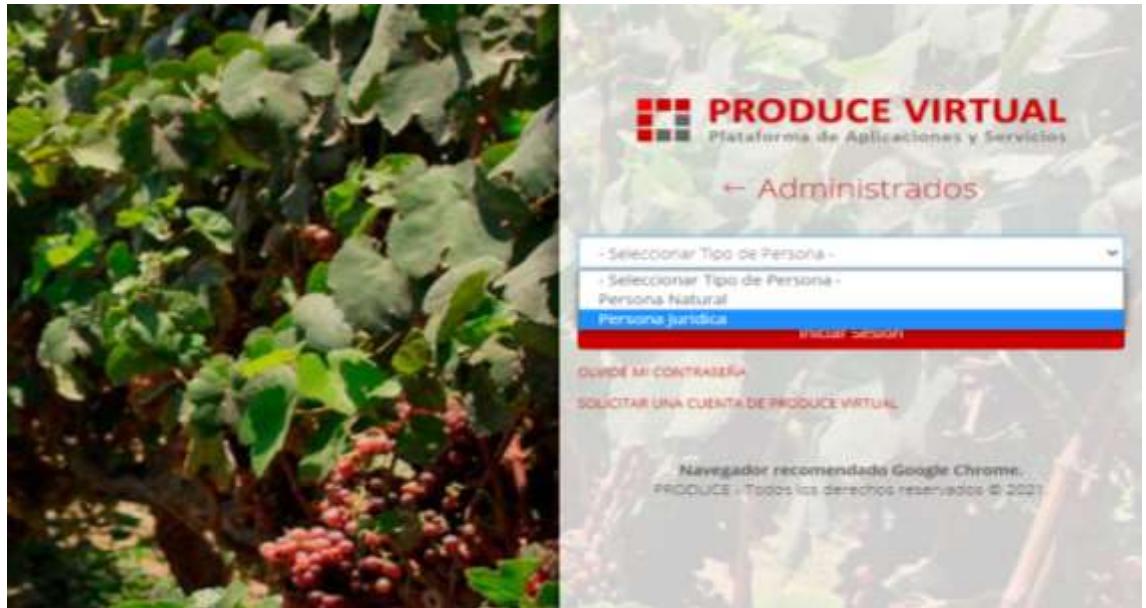 PRODUCE VIRTUAL
Plataforma de Aplicaciones y Servicios
← Administrados
- Seleccionar Tipo de Persona -
- Seleccionar Tipo de Persona -
Persona Natural
Persona Jurídica
Iniciar Sesión
OLVIDÉ MI CONTRASEÑA
SOLICITAR UNA CUENTA DE PRODUCE VIRTUAL
Navegador recomendado Google Chrome.
PRODUCE - Todos los derechos reservados © 2021